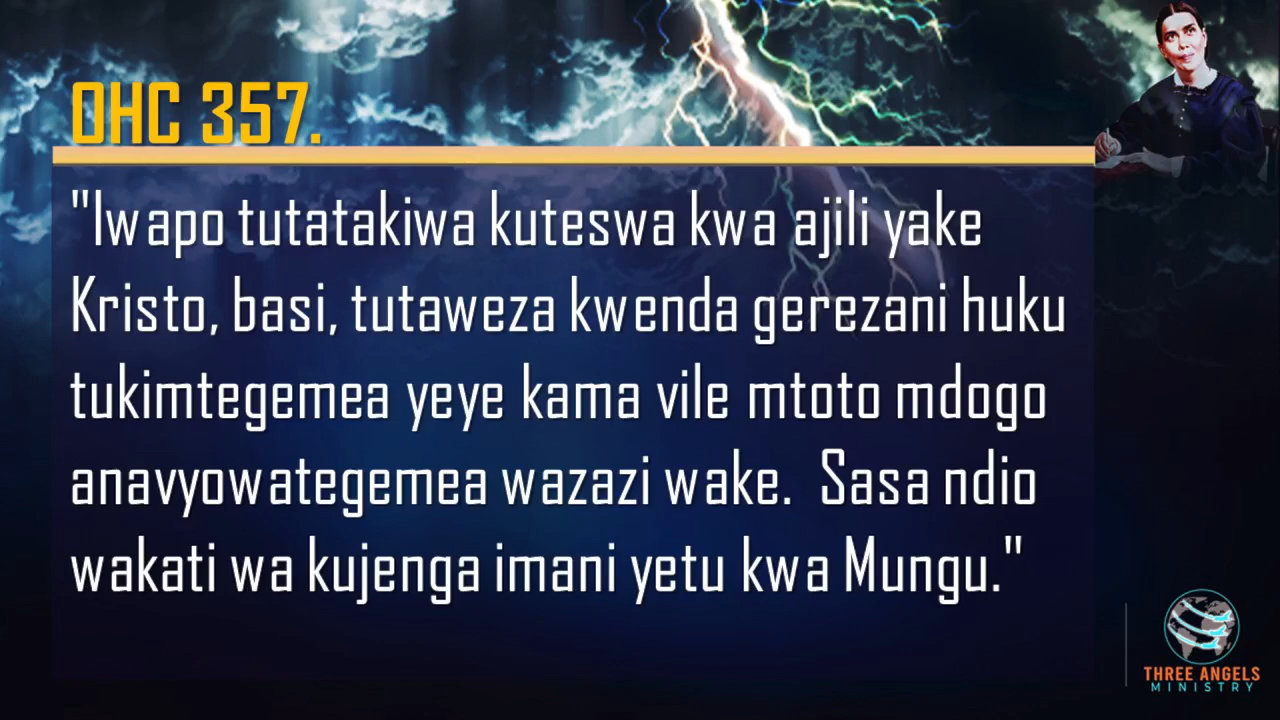 OHC 357.
"Iwapo tutatakiwa kuteswa kwa ajili yake
Kristo, basi, tutaweza kwenda gerezani huku
tukimtegemea yeye kama vile mtoto mdogo
anavyowategemea wazazi wake. Sasa ndio
wakati wa kujenga imani yetu kwa Mungu."
THREE ANGELS
MINISTRY